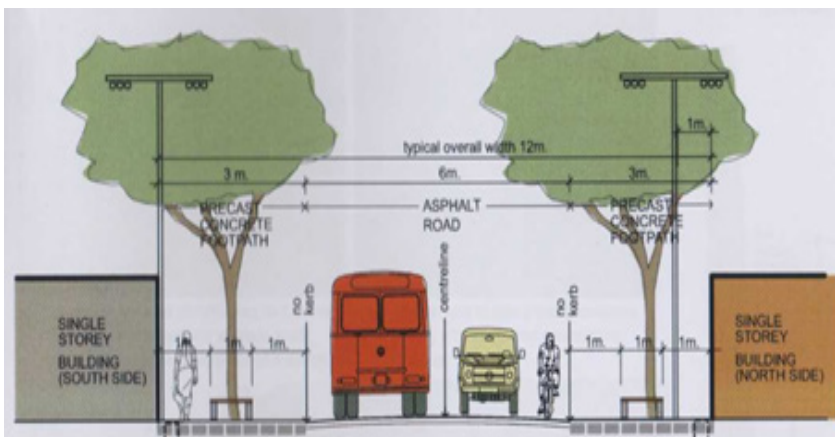 1m.
typical overall width 12m.
3 m.
6m.
3m.
PRECAST
CONCRETE
FOOTPATH
ASPHALT
ROAD
PRECAST
CONCRETE
FOOTPATH
no
kerb
centreline
no
kerb
SINGLE
STOREY
BUILDING
(SOUTH SIDE)
1m.
1m.
1m.
1m.
1m.
1m.
SINGLE
STOREY
BUILDING
(NORTH SIDE)